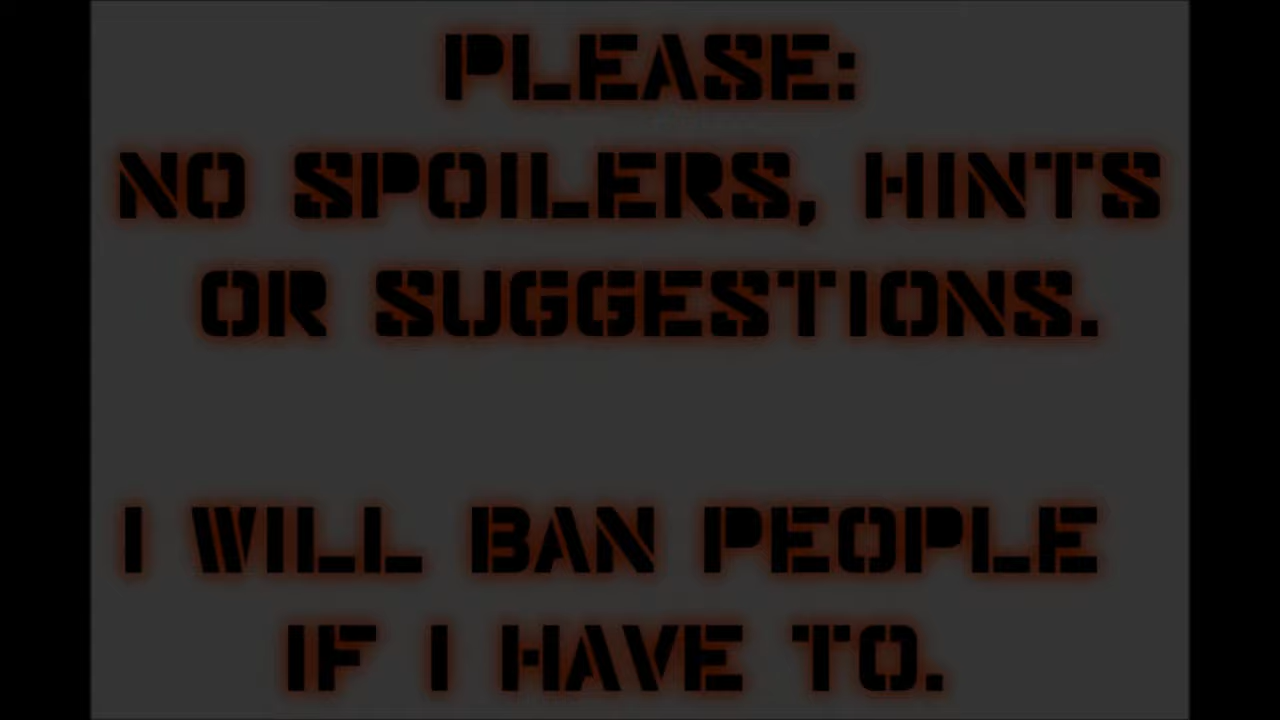 PLEASE:
NO SPOILERS, HINTS
OR SUGGESTIONS.
I WILL BAN PEOPLE
IF I HAVE TO.